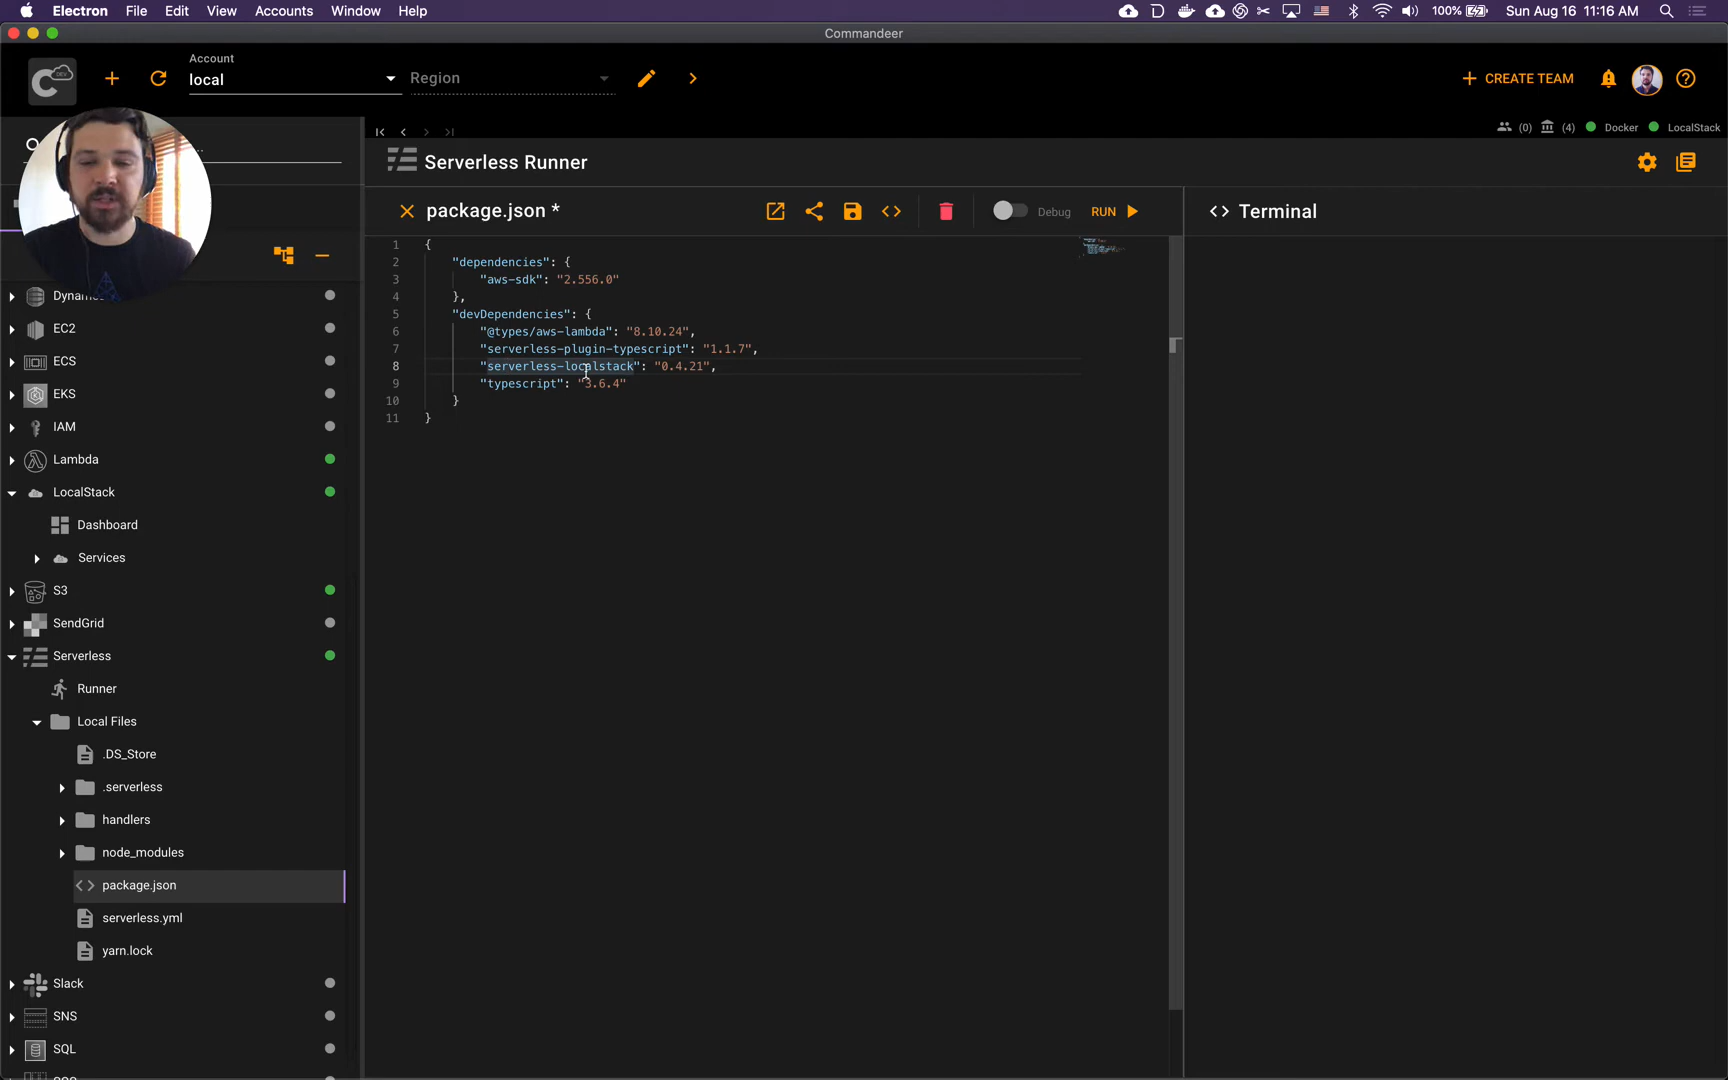 Electron File Edit View Accounts Window Help
100% Sun Aug 16 11:16 AM
Commandeer
DEV
Account
local
Region
CREATE TEAM
(0) (4) Docker LocalStack
Serverless Runner
package.json *
Debug RUN
Terminal
1 {
2 "dependencies": {
3 "aws-sdk": "2.556.0"
4 },
5 "devDependencies": {
6 "@types/aws-lambda": "8.10.24",
7 "serverless-plugin-typescript": "1.1.7",
8 "serverless-localstack": "0.4.21",
9 "typescript": "3.6.4"
10 }
11 }
EC2
ECS
EKS
IAM
Lambda
LocalStack
Dashboard
Services
S3
SendGrid
Serverless
Runner
Local Files
.DS_Store
.serverless
handlers
node_modules
package.json
serverless.yml
yarn.lock
Slack
SNS
SQL